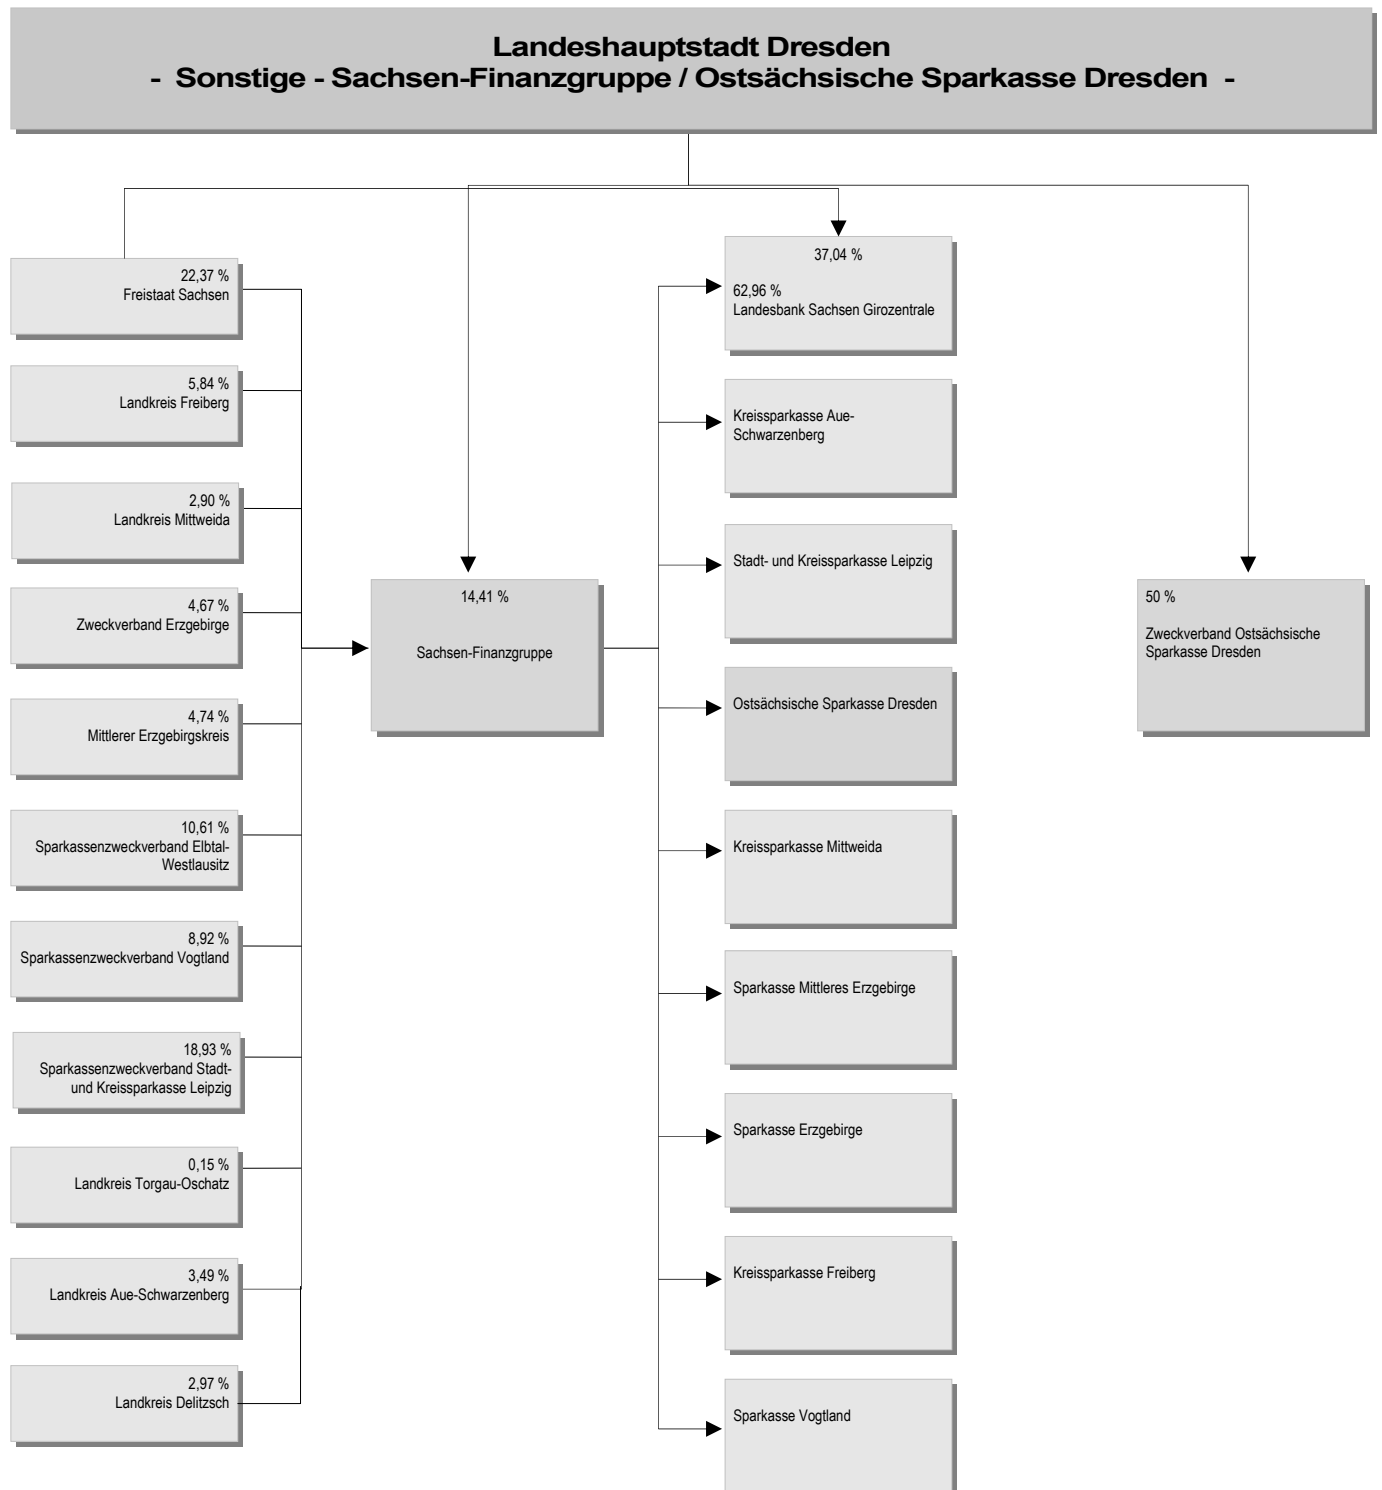 Landeshauptstadt Dresden
- Sonstige - Sachsen-Finanzgruppe / Ostsächsische Sparkasse Dresden -
22,37 %
Freistaat Sachsen
5,84 %
Landkreis Freiberg
2,90 %
Landkreis Mittweida
4,67 %
Zweckverband Erzgebirge
4,74 %
Mittlerer Erzgebirgskreis
10,61 %
Sparkassenzweckverband Elbtal-
Westlausitz
8,92 %
Sparkassenzweckverband Vogtland
18,93 %
Sparkassenzweckverband Stadt-
und Kreissparkasse Leipzig
0,15 %
Landkreis Torgau-Oschatz
3,49 %
Landkreis Aue-Schwarzenberg
2,97 %
Landkreis Delitzsch
14,41 %
Sachsen-Finanzgruppe
37,04 %
62,96 %
Landesbank Sachsen Girozentrale
Kreissparkasse Aue-
Schwarzenberg
Stadt- und Kreissparkasse Leipzig
Ostsächsische Sparkasse Dresden
Kreissparkasse Mittweida
Sparkasse Mittleres Erzgebirge
Sparkasse Erzgebirge
Kreissparkasse Freiberg
Sparkasse Vogtland
50 %
Zweckverband Ostsächsische
Sparkasse Dresden